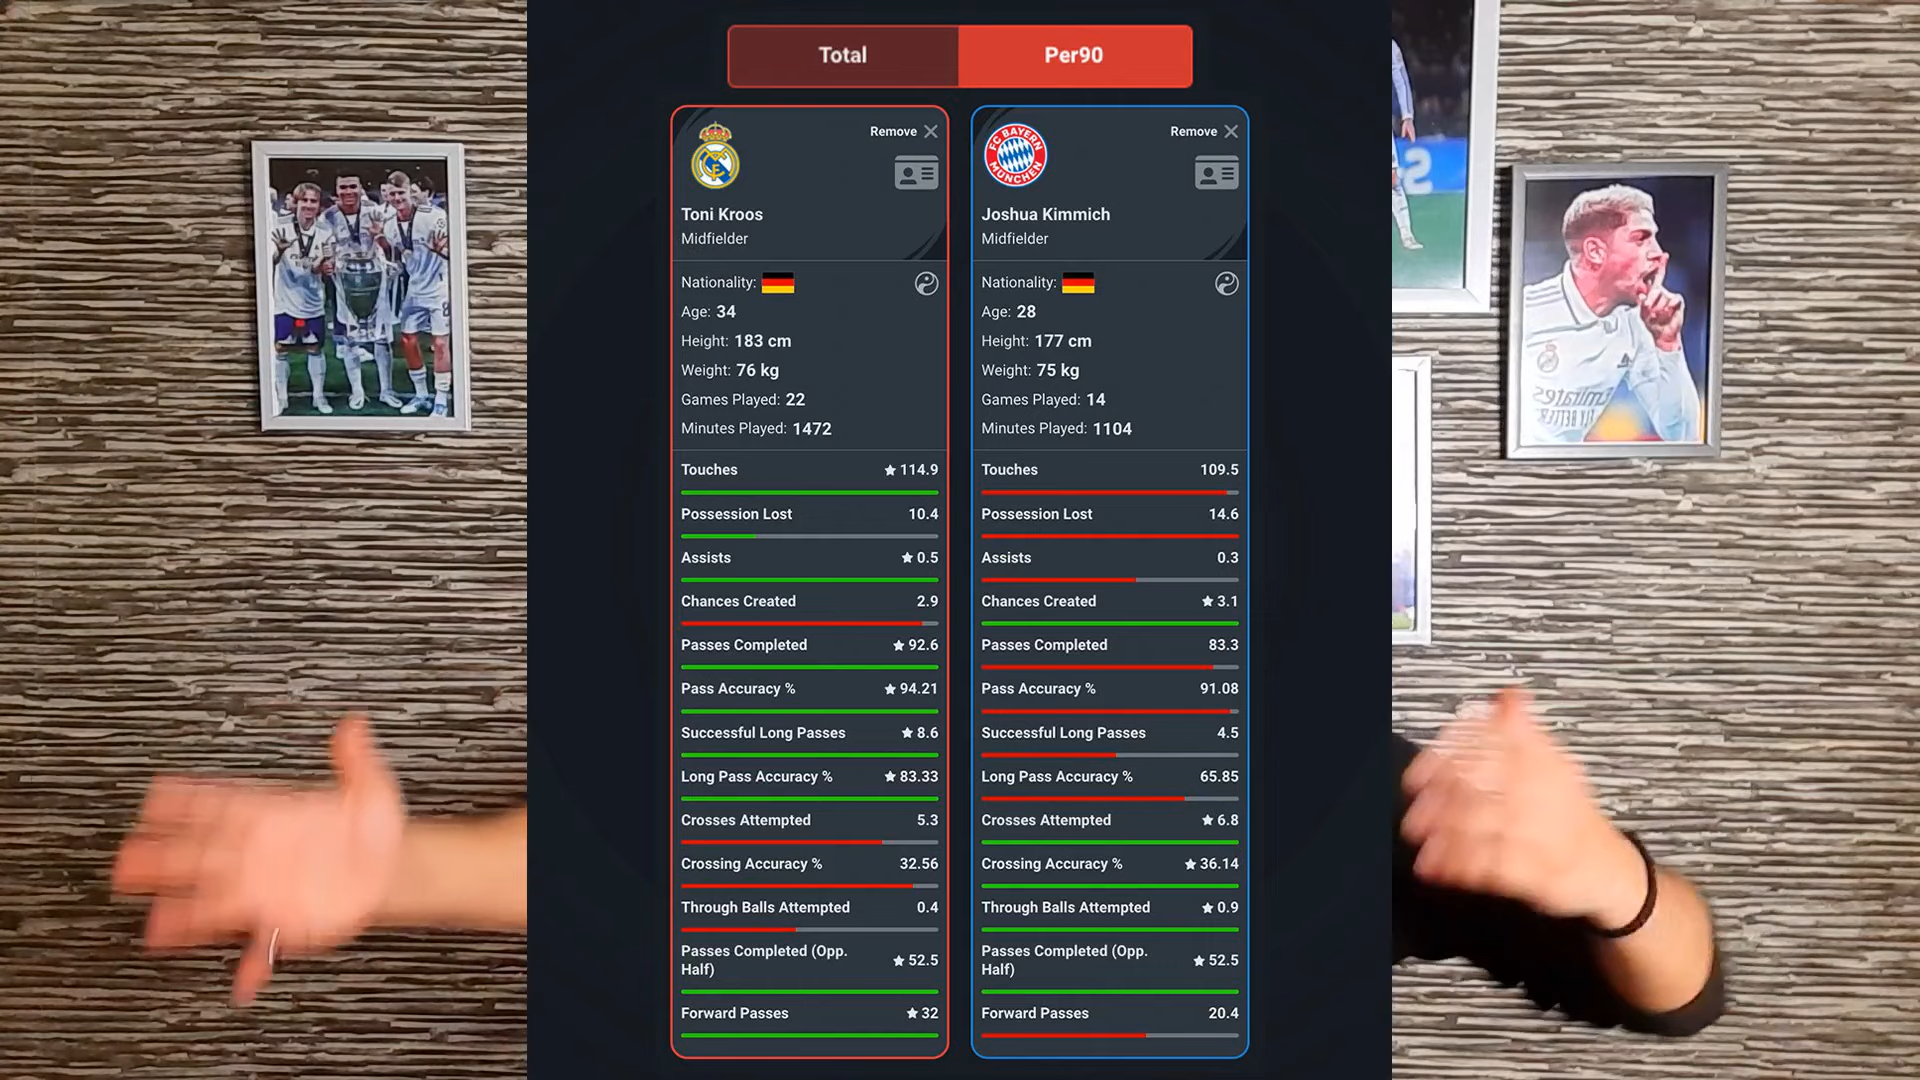 Total
Per90
Remove
Toni Kroos
Midfielder
Nationality:
Age: 34
Height: 183 cm
Weight: 76 kg
Games Played: 22
Minutes Played: 1472
Touches 114.9
Possession Lost 10.4
Assists 0.5
Chances Created 2.9
Passes Completed 92.6
Pass Accuracy % 94.21
Successful Long Passes 8.6
Long Pass Accuracy % 83.33
Crosses Attempted 5.3
Crossing Accuracy % 32.56
Through Balls Attempted 0.4
Passes Completed (Opp.
Half) 52.5
Forward Passes 32
FC BAYERN
MÜNCHEN
Remove
Joshua Kimmich
Midfielder
Nationality:
Age: 28
Height: 177 cm
Weight: 75 kg
Games Played: 14
Minutes Played: 1104
Touches 109.5
Possession Lost 14.6
Assists 0.3
Chances Created 3.1
Passes Completed 83.3
Pass Accuracy % 91.08
Successful Long Passes 4.5
Long Pass Accuracy % 65.85
Crosses Attempted 6.8
Crossing Accuracy % 36.14
Through Balls Attempted 0.9
Passes Completed (Opp.
Half) 52.5
Forward Passes 20.4
Emirates
FLY BETTER